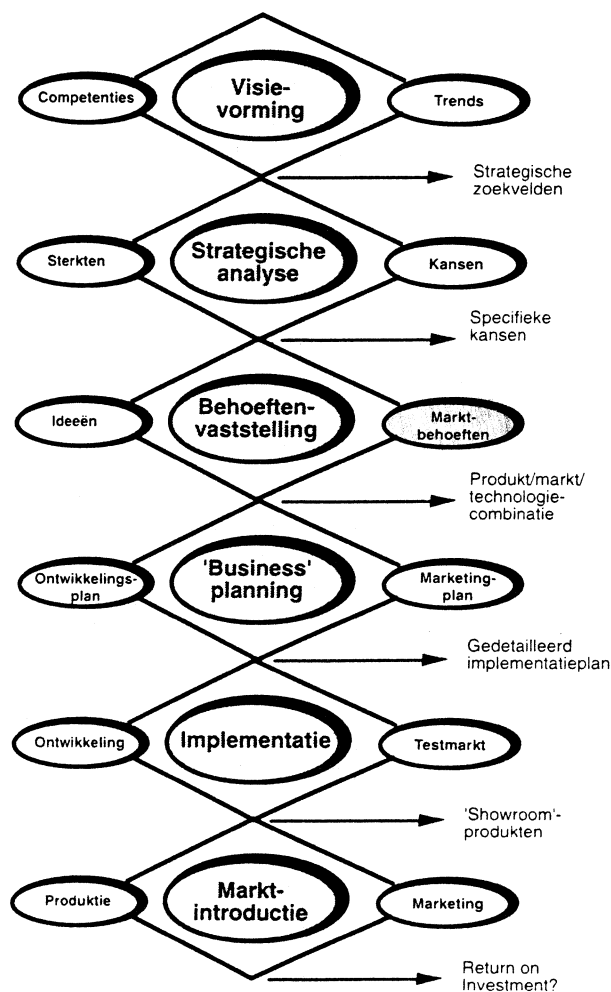 Visie-
vorming
Competenties
Trends
Strategische
zoekvelden
Strategische
analyse
Sterkten
Kansen
Specifieke
kansen
Behoeften-
vaststelling
Ideeën
Markt-
behoeften
Produkt/markt/
technologie-
combinatie
'Business'
planning
Ontwikkelings-
plan
Marketing-
plan
Gedetailleerd
implementatieplan
Implementatie
Ontwikkeling
Testmarkt
'Showroom'-
produkten
Markt-
introductie
Produktie
Marketing
Return on
Investment?